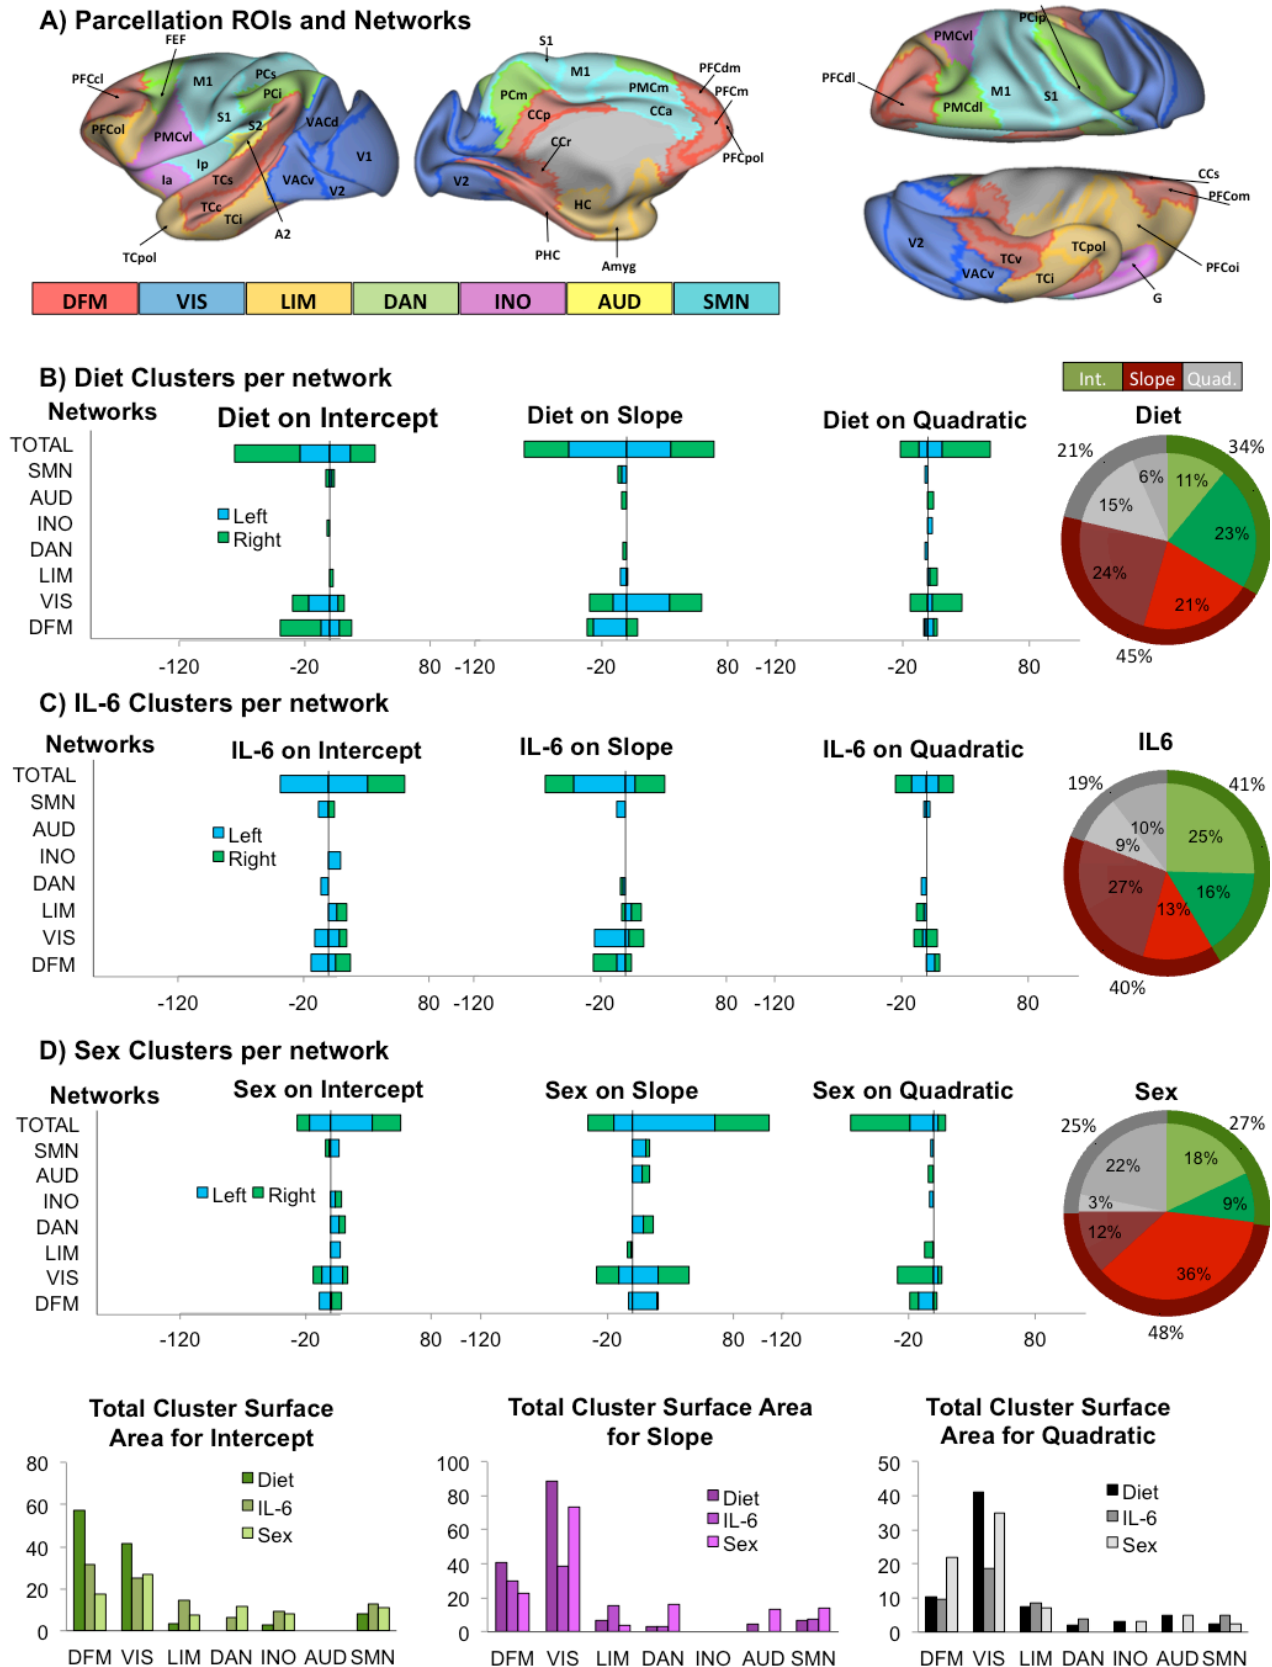 A) Parcellation ROIs and Networks
FEF
PFCcl
M1
PCs
PCi
S1
S2
PFCol
PMCvl
VACd
V1
Ip
Ia
TCs
VACv
V2
TCc
TCi
A2
TCpol
S1
M1
PFCdm
PCm
PMCm
PFCm
CCp
CCa
CCr
PFCpol
V2
HC
PHC
Amyg
PCip
PMCvl
PFCdl
M1
S1
PMCdl
CCs
PFCom
V2
TCpol
TCv
VACv
TCi
PFCoi
G
DFM VIS LIM DAN INO AUD SMN
B) Diet Clusters per network
Int. Slope Quad.
Networks
Diet on Intercept
Diet on Slope
Diet on Quadratic
Diet
TOTAL
SMN
AUD
INO
DAN
LIM
VIS
DFM
Left
Right
-120 -20 80 -120 -20 80 -120 -20 80
21%
34%
6%
11%
15%
23%
24%
21%
45%
C) IL-6 Clusters per network
Networks
IL-6 on Intercept
IL-6 on Slope
IL-6 on Quadratic
IL6
TOTAL
SMN
AUD
INO
DAN
LIM
VIS
DFM
Left
Right
-120 -20 80 -120 -20 80 -120 -20 80
19%
41%
10%
25%
9%
27%
16%
13%
40%
D) Sex Clusters per network
Networks
Sex on Intercept
Sex on Slope
Sex on Quadratic
Sex
TOTAL
SMN
AUD
INO
DAN
LIM
VIS
DFM
Left Right
-120 -20 80 -120 -20 80 -120 -20 80
25%
27%
22%
18%
3%
9%
12%
36%
48%
Total Cluster Surface
Area for Intercept
80
60
40
20
0
Diet
IL-6
Sex
DFM VIS LIM DAN INO AUD SMN
Total Cluster Surface Area
for Slope
100
80
60
40
20
0
Diet
IL-6
Sex
DFM VIS LIM DAN INO AUD SMN
Total Cluster Surface
Area for Quadratic
50
40
30
20
10
0
Diet
IL-6
Sex
DFM VIS LIM DAN INO AUD SMN